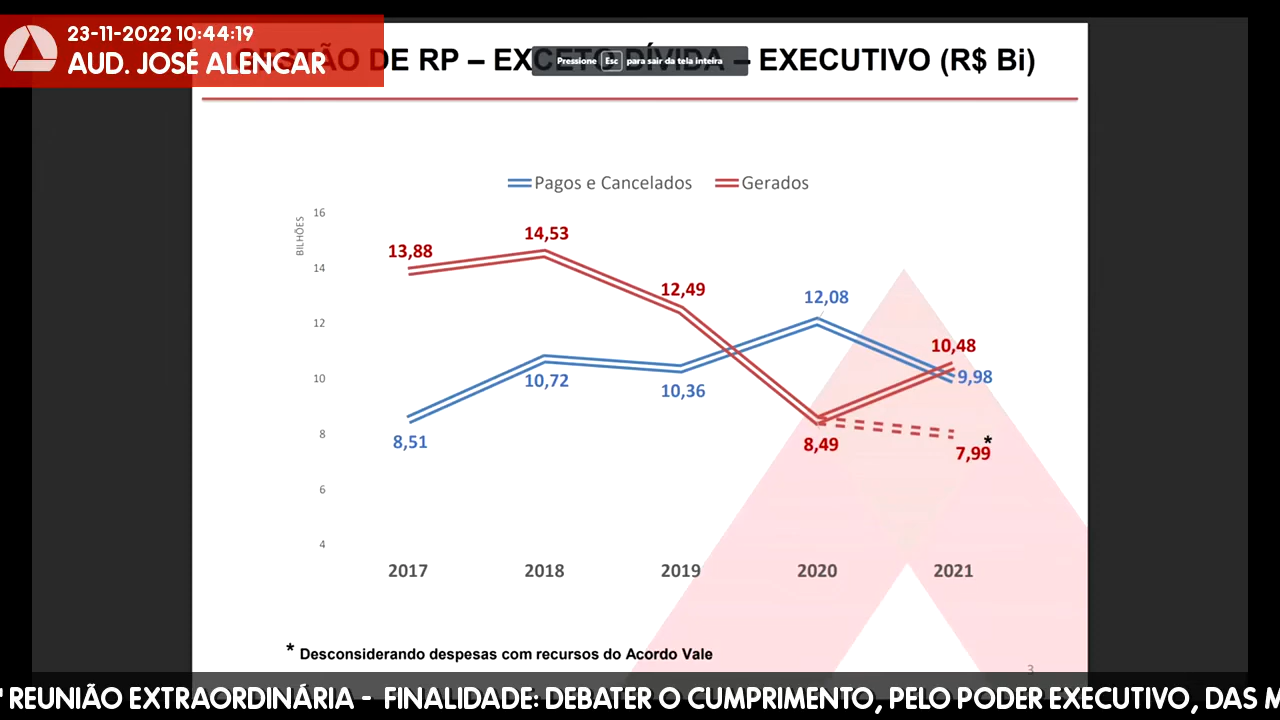 23-11-2022 10:44:19
AUD. JOSÉ ALENCAR
DE RP – EXCETO DÍVIDA – EXECUTIVO (R$ Bi)
Pressione Esc para sair da tela inteira
Pagos e Cancelados Gerados
BILHÕES
16
14
12
10
8
6
4
13,88
14,53
12,49
12,08
10,48
9,98
10,72
10,36
8,51
8,49
*
7,99
2017 2018 2019 2020 2021
* Desconsiderando despesas com recursos do Acordo Vale
3
REUNIÃO EXTRAORDINÁRIA - FINALIDADE: DEBATER O CUMPRIMENTO, PELO PODER EXECUTIVO, DAS M